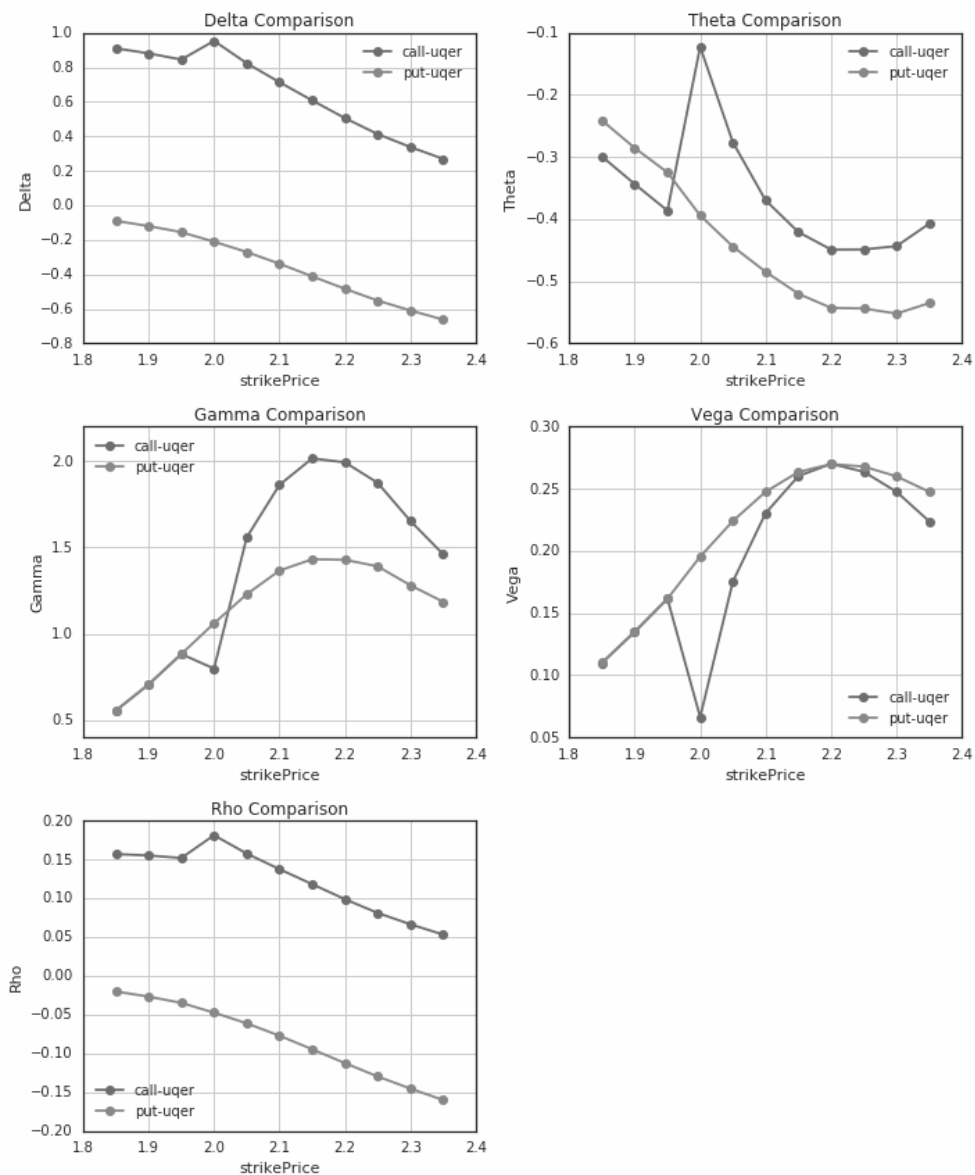 Delta Comparison
1.0
0.8
0.6
0.4
0.2
0.0
−0.2
−0.4
−0.6
−0.8
Delta
call-uqer
put-uqer
1.8 1.9 2.0 2.1 2.2 2.3 2.4
strikePrice
Theta Comparison
−0.1
−0.2
−0.3
−0.4
−0.5
−0.6
Theta
call-uqer
put-uqer
1.8 1.9 2.0 2.1 2.2 2.3 2.4
strikePrice
Gamma Comparison
2.0
1.5
1.0
0.5
Gamma
call-uqer
put-uqer
1.8 1.9 2.0 2.1 2.2 2.3 2.4
strikePrice
Vega Comparison
0.30
0.25
0.20
0.15
0.10
0.05
Vega
call-uqer
put-uqer
1.8 1.9 2.0 2.1 2.2 2.3 2.4
strikePrice
Rho Comparison
0.20
0.15
0.10
0.05
0.00
−0.05
−0.10
−0.15
−0.20
Rho
call-uqer
put-uqer
1.8 1.9 2.0 2.1 2.2 2.3 2.4
strikePrice